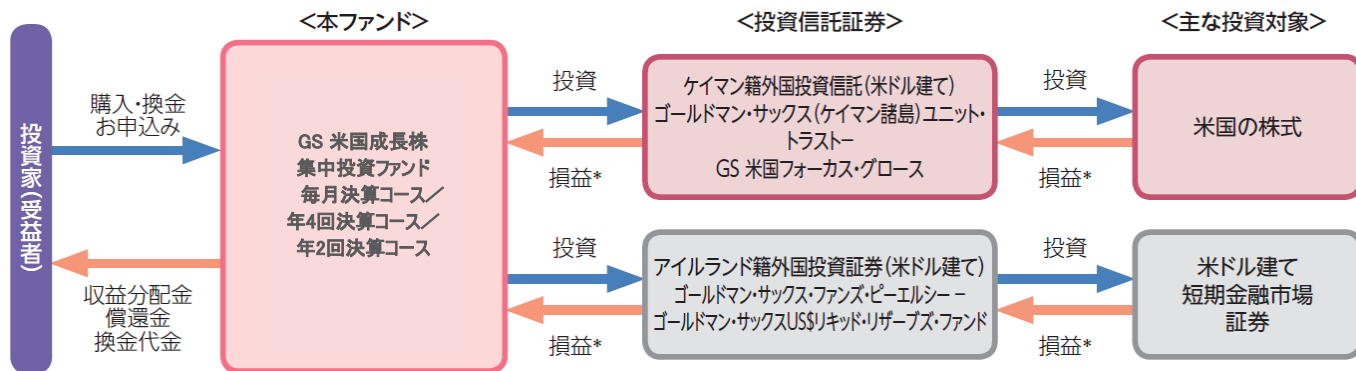 ＜本ファンド＞
＜投資信託証券＞
＜主な投資対象＞
投資家(受益者)
購入・換金
お申込み
収益分配金
償還金
換金代金
GS 米国成長株
集中投資ファンド
毎月決算コース／
年4回決算コース／
年2回決算コース
投資
損益*
ケイマン籍外国投資信託(米ドル建て)
ゴールドマン・サックス(ケイマン諸島)ユニット・
トラストー
GS 米国フォーカス・グロース
投資
損益*
米国の株式
投資
損益*
アイルランド籍外国投資証券(米ドル建て)
ゴールドマン・サックス・ファンズ・ピーエルシー －
ゴールドマン・サックスUS$リキッド・リザーブズ・ファンド
投資
損益*
米ドル建て
短期金融市場
証券